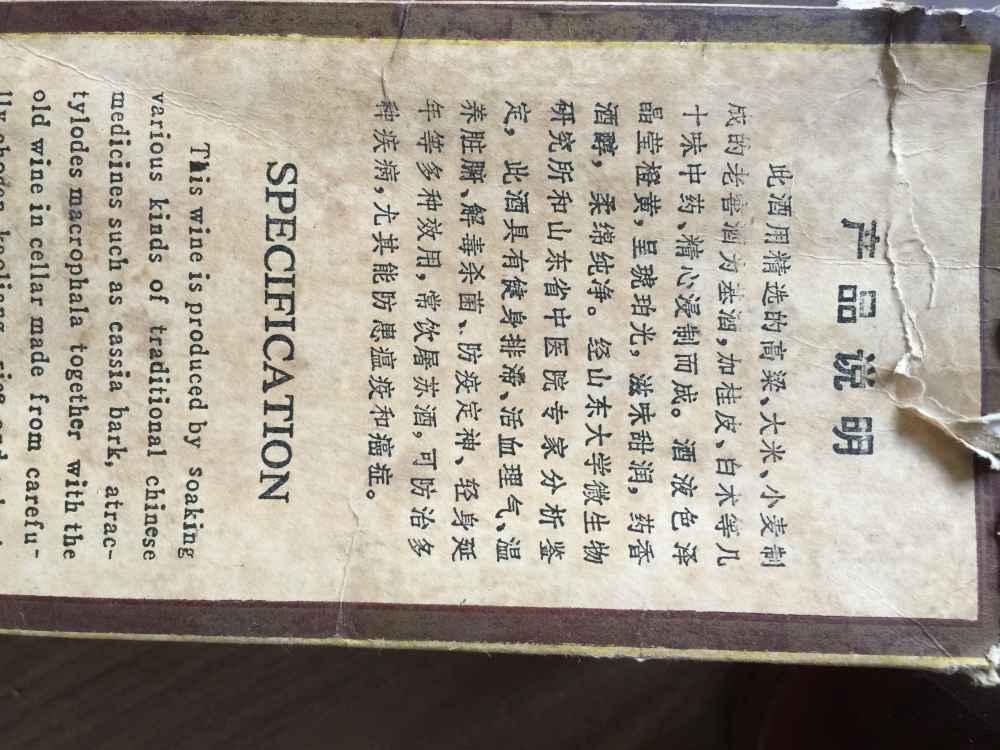 产品说明
此酒用精选的高粱、大米、小麦制
成的老窖酒为基酒,加桂皮、白术等几
十味中药、精心浸制而成。酒液色泽
晶莹橙黄,呈琥珀光,滋味甜润,药香
酒醇,柔绵纯净。经山东大学微生物
研究所和山东省中医院专家分析鉴
定,此酒具有健身排滞、活血理气、温
养脏腑、解毒杀菌、防疫定神、轻身延
年等多种效用,常饮屠苏酒,可防治多
种疾病,尤其能防患瘟疫和癌症。
SPECIFICATION
This wine is produced by soaking
various kinds of traditional chinese
medicines such as cassia bark, atrac-
tylodes macrophala together with the
old wine in cellar made from carefu-